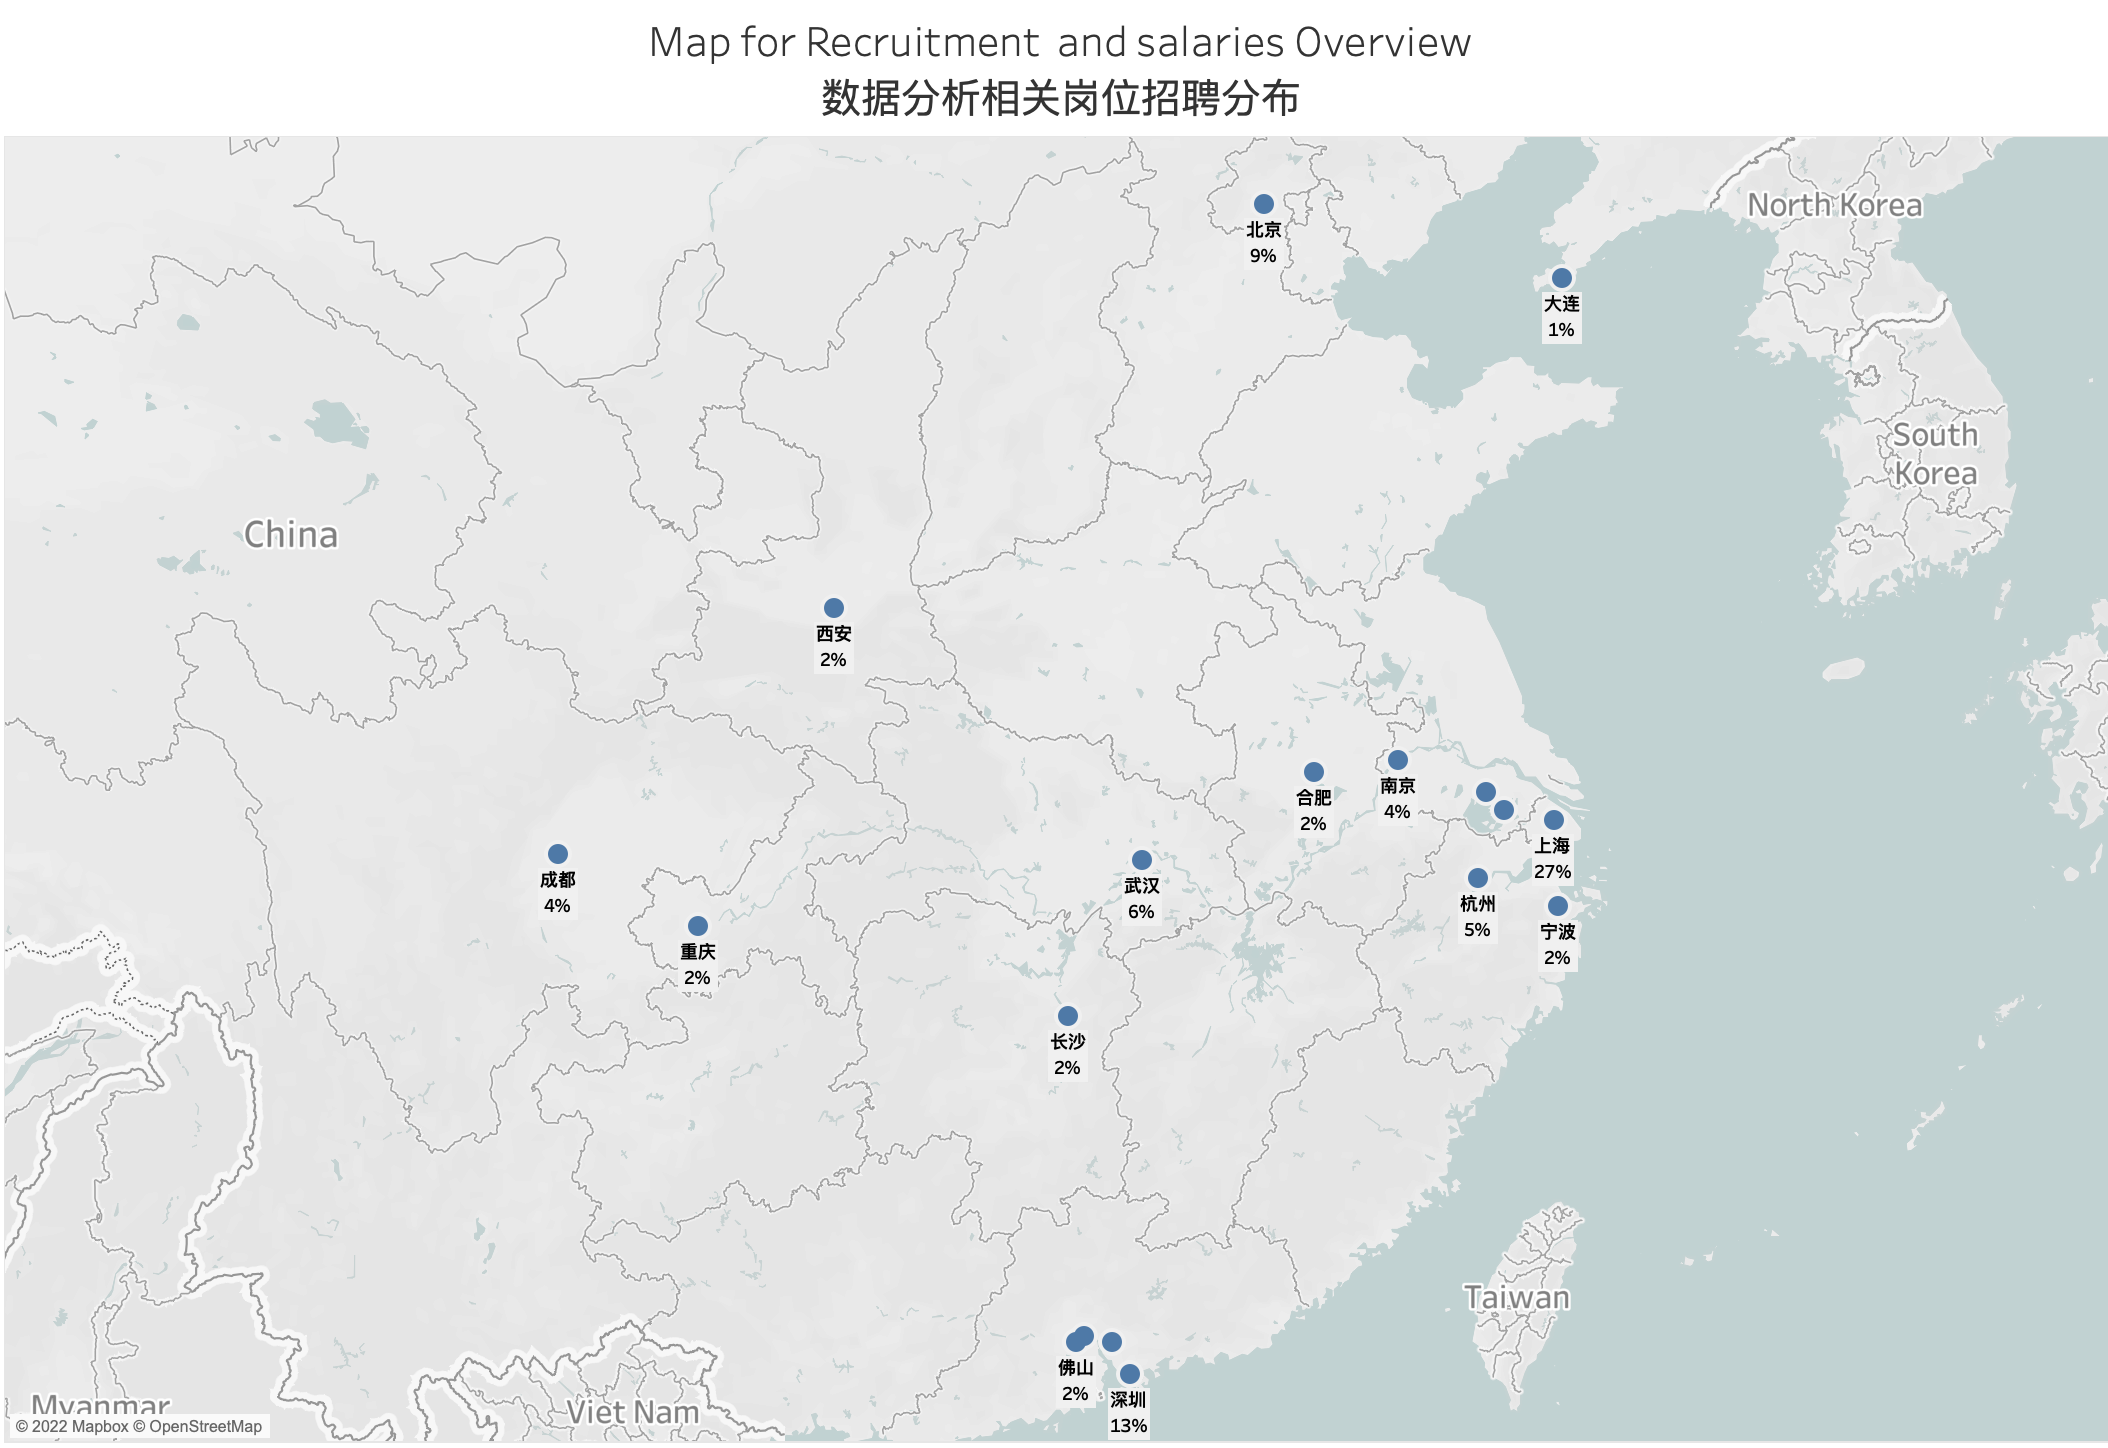 Map for Recruitment and salaries Overview
数据分析相关岗位招聘分布
North Korea
北京
9%
大连
1%
South
Korea
China
西安
2%
南京
4%
合肥
2%
上海
27%
成都
4%
武汉
6%
杭州
5%
宁波
2%
重庆
2%
长沙
2%
Taiwan
佛山
2%
深圳
13%
Myanmar
Viet Nam
© 2022 Mapbox © OpenStreetMap